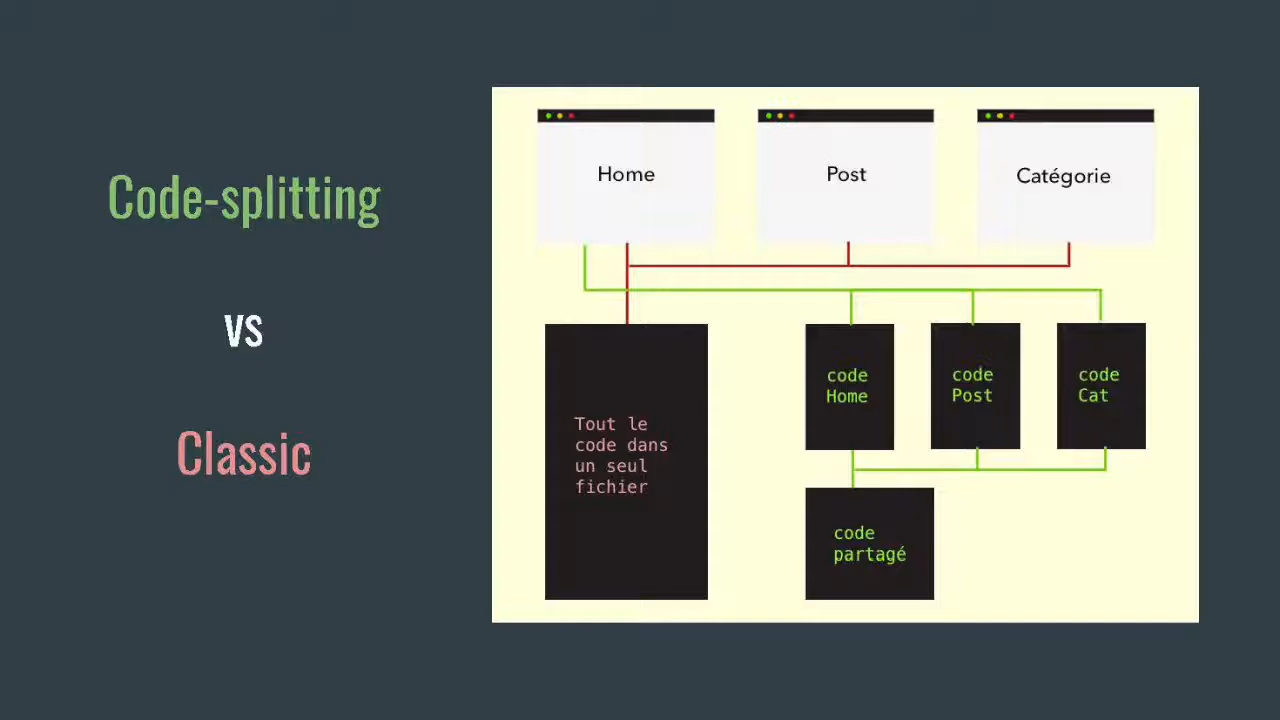 Code-splitting
vs
Classic
Home
Post
Catégorie
Tout le
code dans
un seul
fichier
code
Home
code
Post
code
Cat
code
partagé